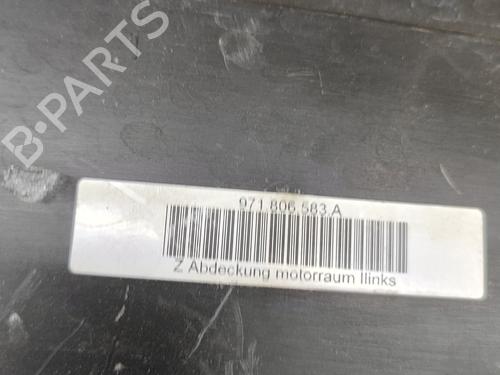 B-PARTS
971.806.583.A
Z Abdeckung motorraum llinks